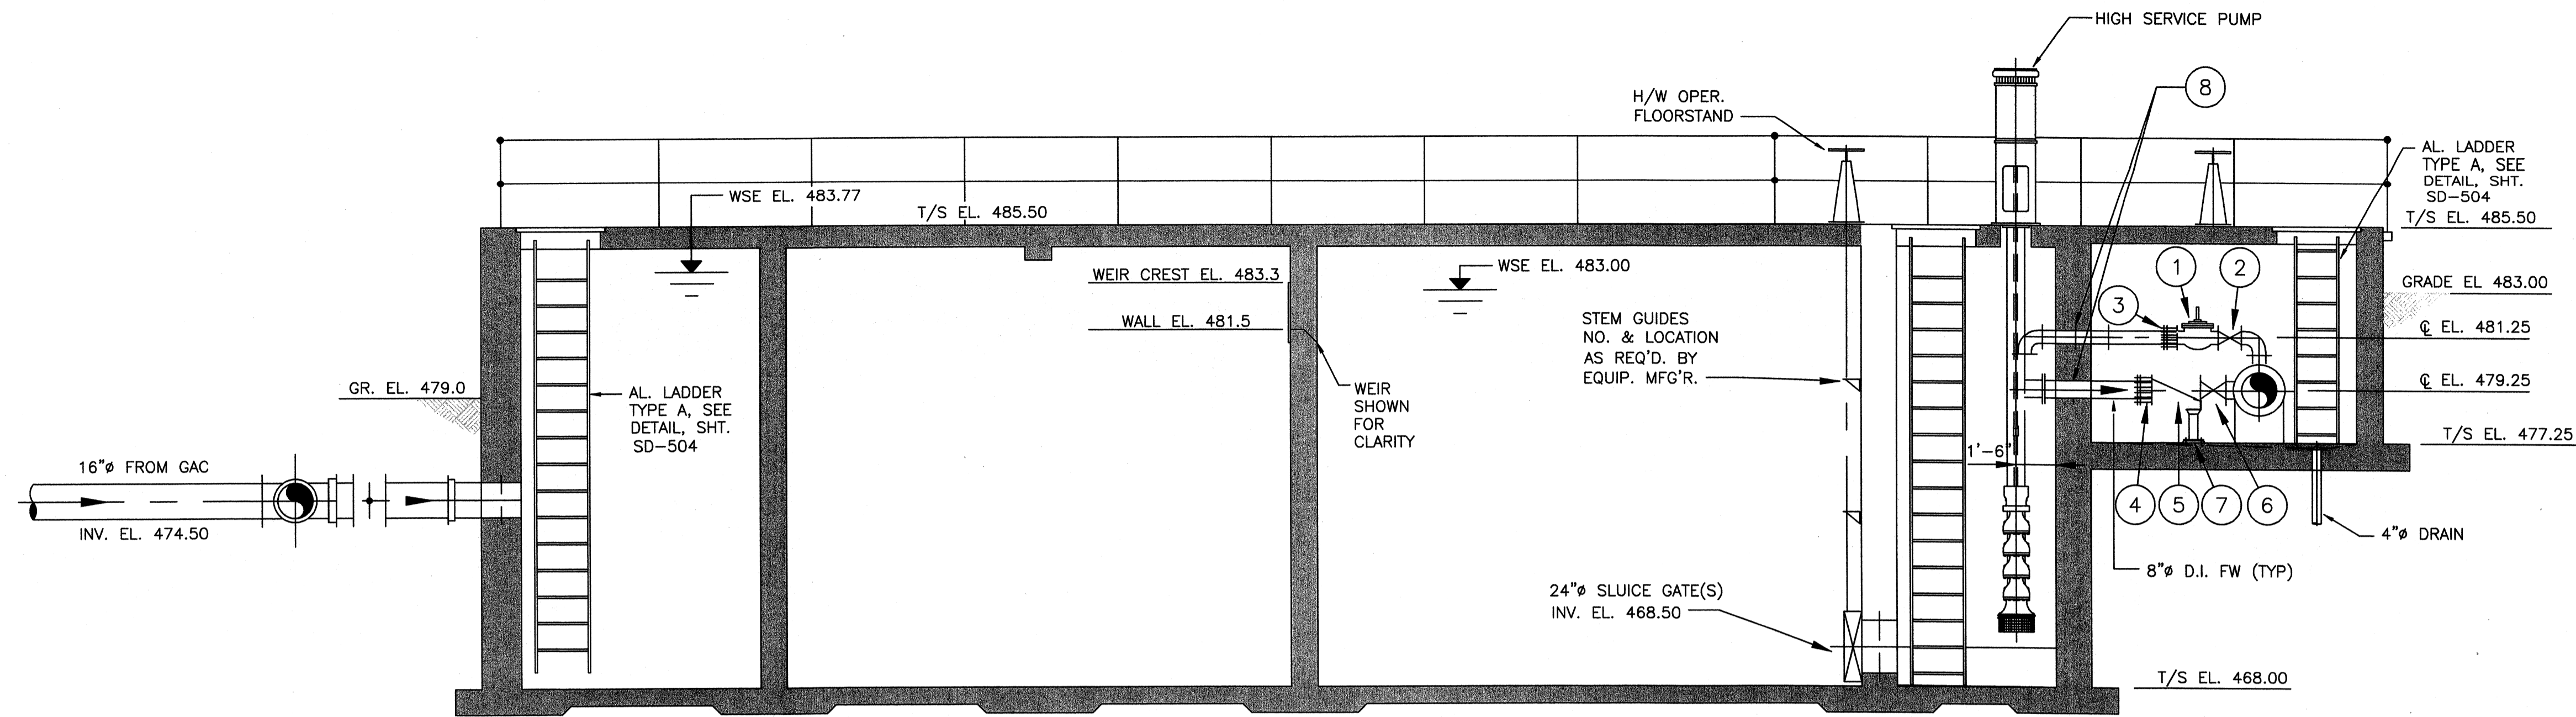 HIGH SERVICE PUMP
8
H/W OPER.
FLOORSTAND
AL. LADDER
TYPE A, SEE
DETAIL, SHT.
SD-504
T/S EL. 485.50
WSE EL. 483.77
T/S EL. 485.50
WEIR CREST EL. 483.3
WALL EL. 481.5
WSE EL. 483.00
1
2
3
GRADE EL 483.00
℄ EL. 481.25
STEM GUIDES
NO. & LOCATION
AS REQ'D. BY
EQUIP. MFG'R.
GR. EL. 479.0
AL. LADDER
TYPE A, SEE
DETAIL, SHT.
SD-504
WEIR
SHOWN
FOR
CLARITY
℄ EL. 479.25
T/S EL. 477.25
1'-6"
16"ø FROM GAC
INV. EL. 474.50
4
5
7
6
4"ø DRAIN
8"ø D.I. FW (TYP)
24"ø SLUICE GATE(S)
INV. EL. 468.50
T/S EL. 468.00